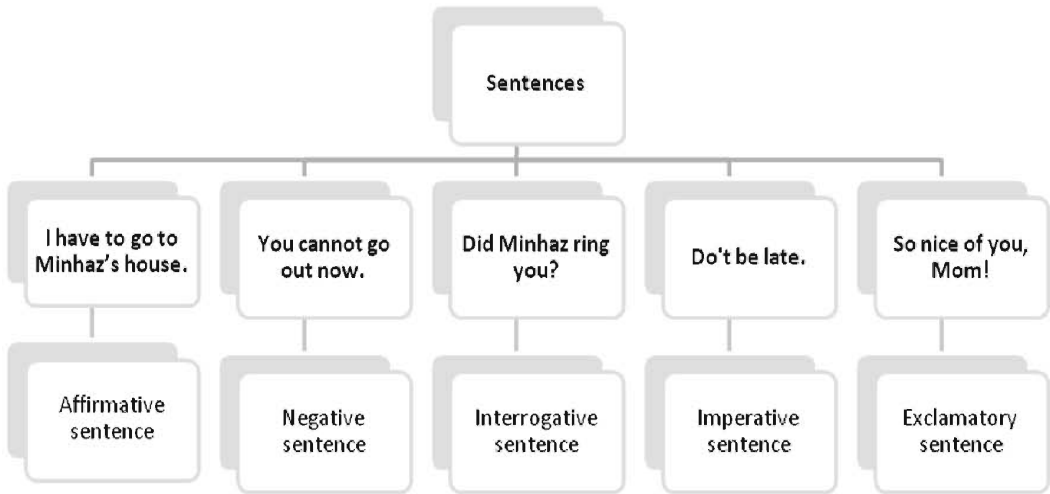 Sentences
I have to go to
Minhaz's house.
You cannot go
out now.
Did Minhaz ring
you?
Do't be late.
So nice of you,
Mom!
Affirmative
sentence
Negative
sentence
Interrogative
sentence
Imperative
sentence
Exclamatory
sentence